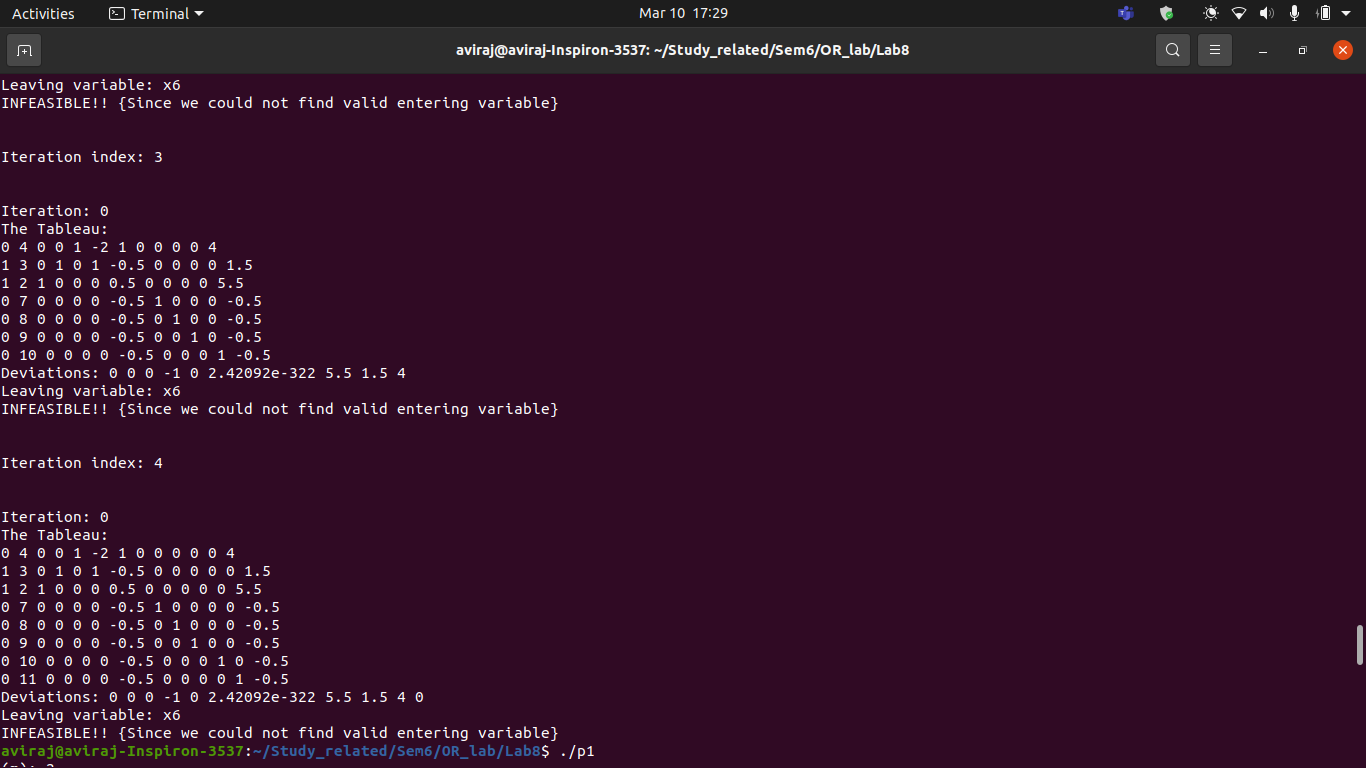 Activities Terminal Mar 10 17:29
aviraj@aviraj-Inspiron-3537: ~/Study_related/Sem6/OR_lab/Lab8
Leaving variable: x6
INFEASIBLE!! {Since we could not find valid entering variable}
Iteration index: 3
Iteration: 0
The Tableau:
0 4 0 0 1 -2 1 0 0 0 0 4
1 3 0 1 0 1 -0.5 0 0 0 0 1.5
1 2 1 0 0 0 0.5 0 0 0 0 5.5
0 7 0 0 0 0 -0.5 1 0 0 0 -0.5
0 8 0 0 0 0 -0.5 0 1 0 0 -0.5
0 9 0 0 0 0 -0.5 0 0 1 0 -0.5
0 10 0 0 0 0 -0.5 0 0 0 1 -0.5
Deviations: 0 0 0 -1 0 2.42092e-322 5.5 1.5 4
Leaving variable: x6
INFEASIBLE!! {Since we could not find valid entering variable}
Iteration index: 4
Iteration: 0
The Tableau:
0 4 0 0 1 -2 1 0 0 0 0 0 4
1 3 0 1 0 1 -0.5 0 0 0 0 0 1.5
1 2 1 0 0 0 0.5 0 0 0 0 0 5.5
0 7 0 0 0 0 -0.5 1 0 0 0 0 -0.5
0 8 0 0 0 0 -0.5 0 1 0 0 0 -0.5
0 9 0 0 0 0 -0.5 0 0 1 0 0 -0.5
0 10 0 0 0 0 -0.5 0 0 0 1 0 -0.5
0 11 0 0 0 0 -0.5 0 0 0 0 1 -0.5
Deviations: 0 0 0 -1 0 2.42092e-322 5.5 1.5 4 0
Leaving variable: x6
INFEASIBLE!! {Since we could not find valid entering variable}
aviraj@aviraj-Inspiron-3537:~/Study_related/Sem6/OR_lab/Lab8$ ./p1